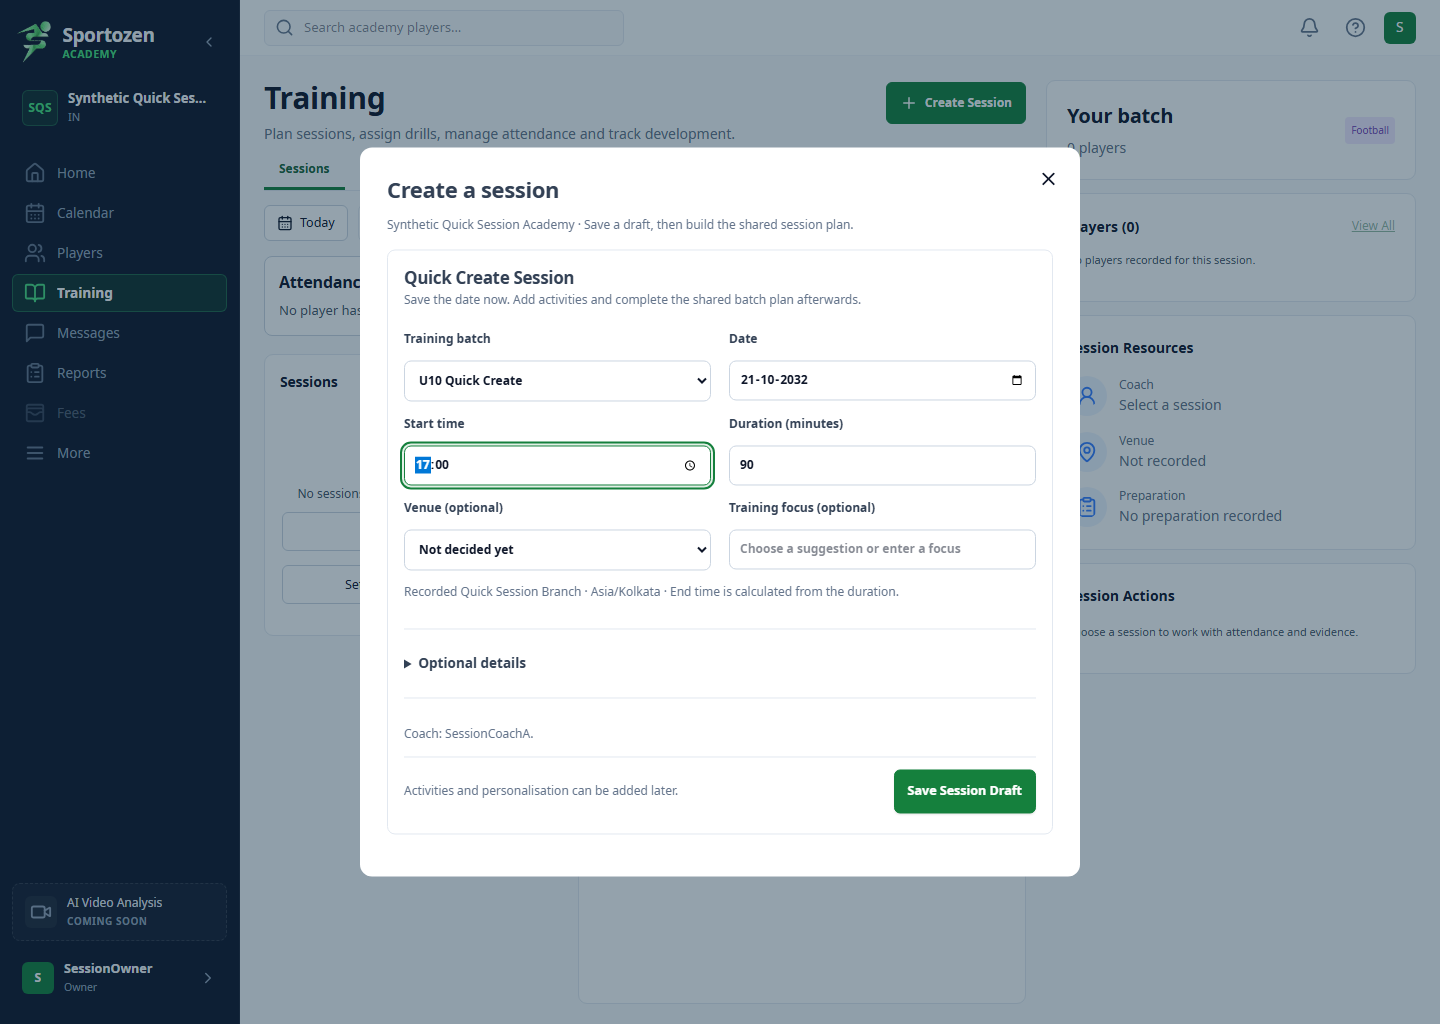 Sportozen
ACADEMY
SQS
Synthetic Quick Ses...
IN
Home
Calendar
Players
Training
Messages
Reports
Fees
More
AI Video Analysis
COMING SOON
S
SessionOwner
Owner
Search academy players...
S
Training
Plan sessions, assign drills, manage attendance and track development.
Create Session
Sessions
Today
Attendanc
No player has
Sessions
No sessions
Se
Your batch
0 players
Football
ayers (0)
View All
players recorded for this session.
ession Resources
Coach
Select a session
Venue
Not recorded
Preparation
No preparation recorded
ession Actions
oose a session to work with attendance and evidence.
Create a session
Synthetic Quick Session Academy · Save a draft, then build the shared session plan.
Quick Create Session
Save the date now. Add activities and complete the shared batch plan afterwards.
Training batch
Date
U10 Quick Create
21-10-2032
Start time
Duration (minutes)
17:00
90
Venue (optional)
Training focus (optional)
Not decided yet
Choose a suggestion or enter a focus
Recorded Quick Session Branch · Asia/Kolkata · End time is calculated from the duration.
Optional details
Coach: SessionCoachA.
Activities and personalisation can be added later.
Save Session Draft